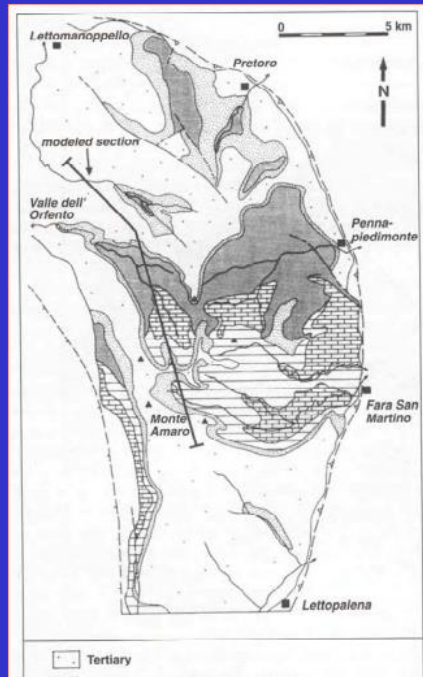 Lettomanoppello
0 5 km
Pretoro
N
modeled section
Valle dell'
Orfento
Penna-
piedimonte
Monte
Amaro
Fara San
Martino
Lettopalena
Tertiary